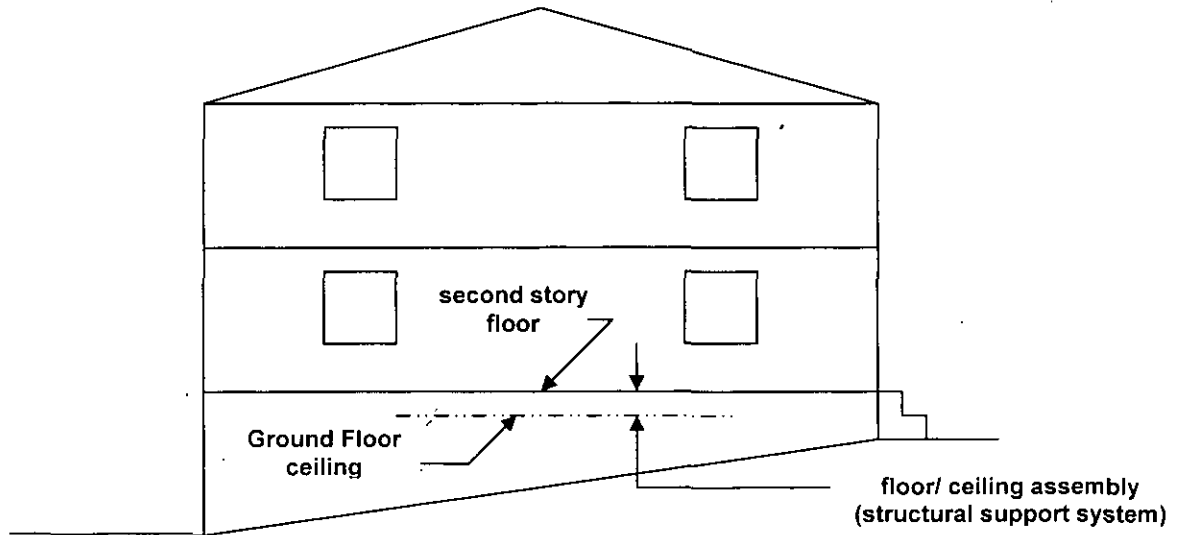 second story
floor
Ground Floor
ceiling
floor/ ceiling assembly
(structural support system)